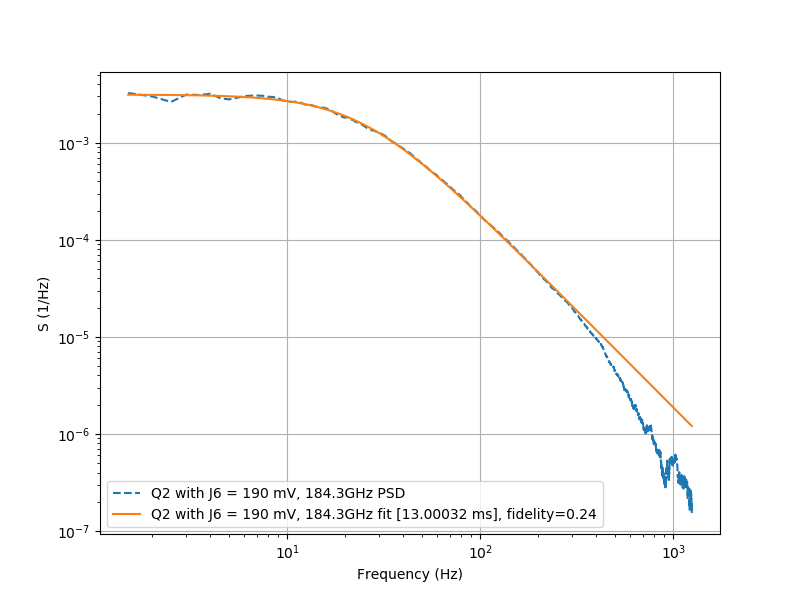 10⁻³
10⁻⁴
10⁻⁵
10⁻⁶
10⁻⁷
S (1/Hz)
Q2 with J6 = 190 mV, 184.3GHz PSD
Q2 with J6 = 190 mV, 184.3GHz fit [13.00032 ms], fidelity=0.24
10¹ 10² 10³
Frequency (Hz)